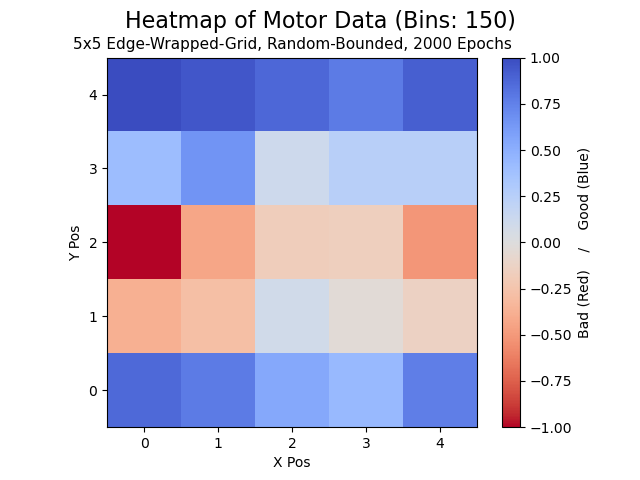 Heatmap of Motor Data (Bins: 150)
5x5 Edge-Wrapped-Grid, Random-Bounded, 2000 Epochs
Y Pos
4
3
2
1
0
0 1 2 3 4
X Pos
1.00
0.75
0.50
0.25
0.00
−0.25
−0.50
−0.75
−1.00
Bad (Red) / Good (Blue)